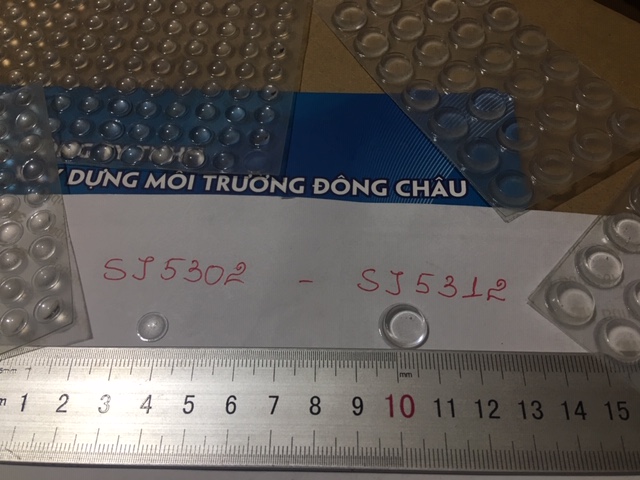 DỰNG MÔI TRƯỜNG ĐÔNG CHÂU
SJ5302 - SJ5312
mm
1 2 3 4 5 6 7 8 9 10 11 12 13 14 15